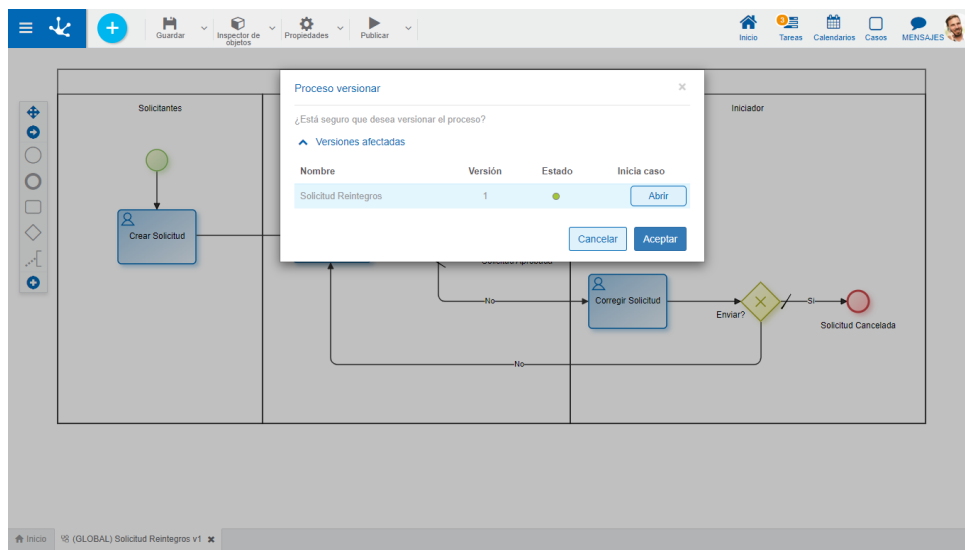 Guardar
Inspector de
objetos
Propiedades
Publicar
Inicio
3
Tareas
Calendarios
Casos
MENSAJES
Solicitantes
Iniciador
Proceso versionar
¿Está seguro que desea versionar el proceso?
Versiones afectadas
Nombre Versión Estado Inicia caso
Solicitud Reintegros 1 Abrir
Cancelar Aceptar
Crear Solicitud
No
Corregir Solicitud
Enviar?
Si
Solicitud Cancelada
No
Inicio
(GLOBAL) Solicitud Reintegros v1